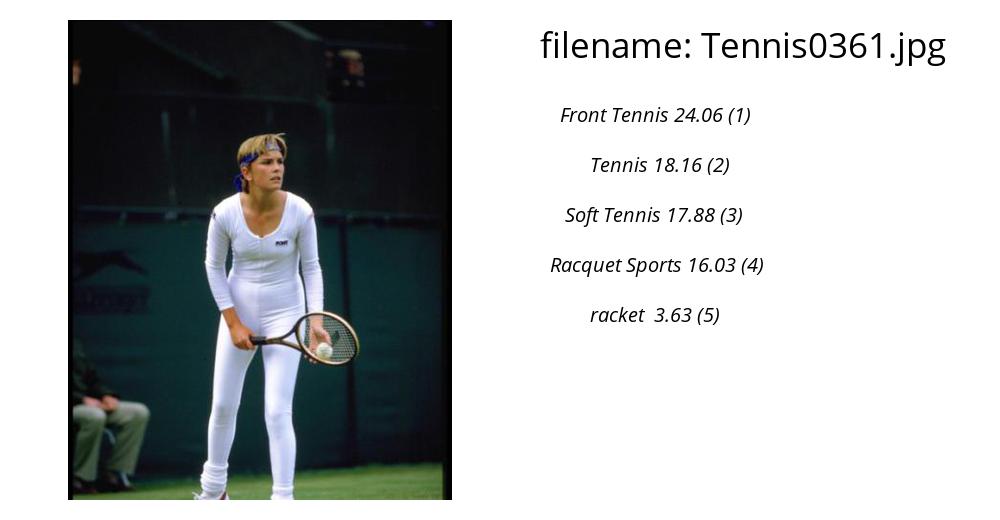 filename: Tennis0361.jpg
Front Tennis 24.06 (1)
Tennis 18.16 (2)
Soft Tennis 17.88 (3)
Racquet Sports 16.03 (4)
racket 3.63 (5)